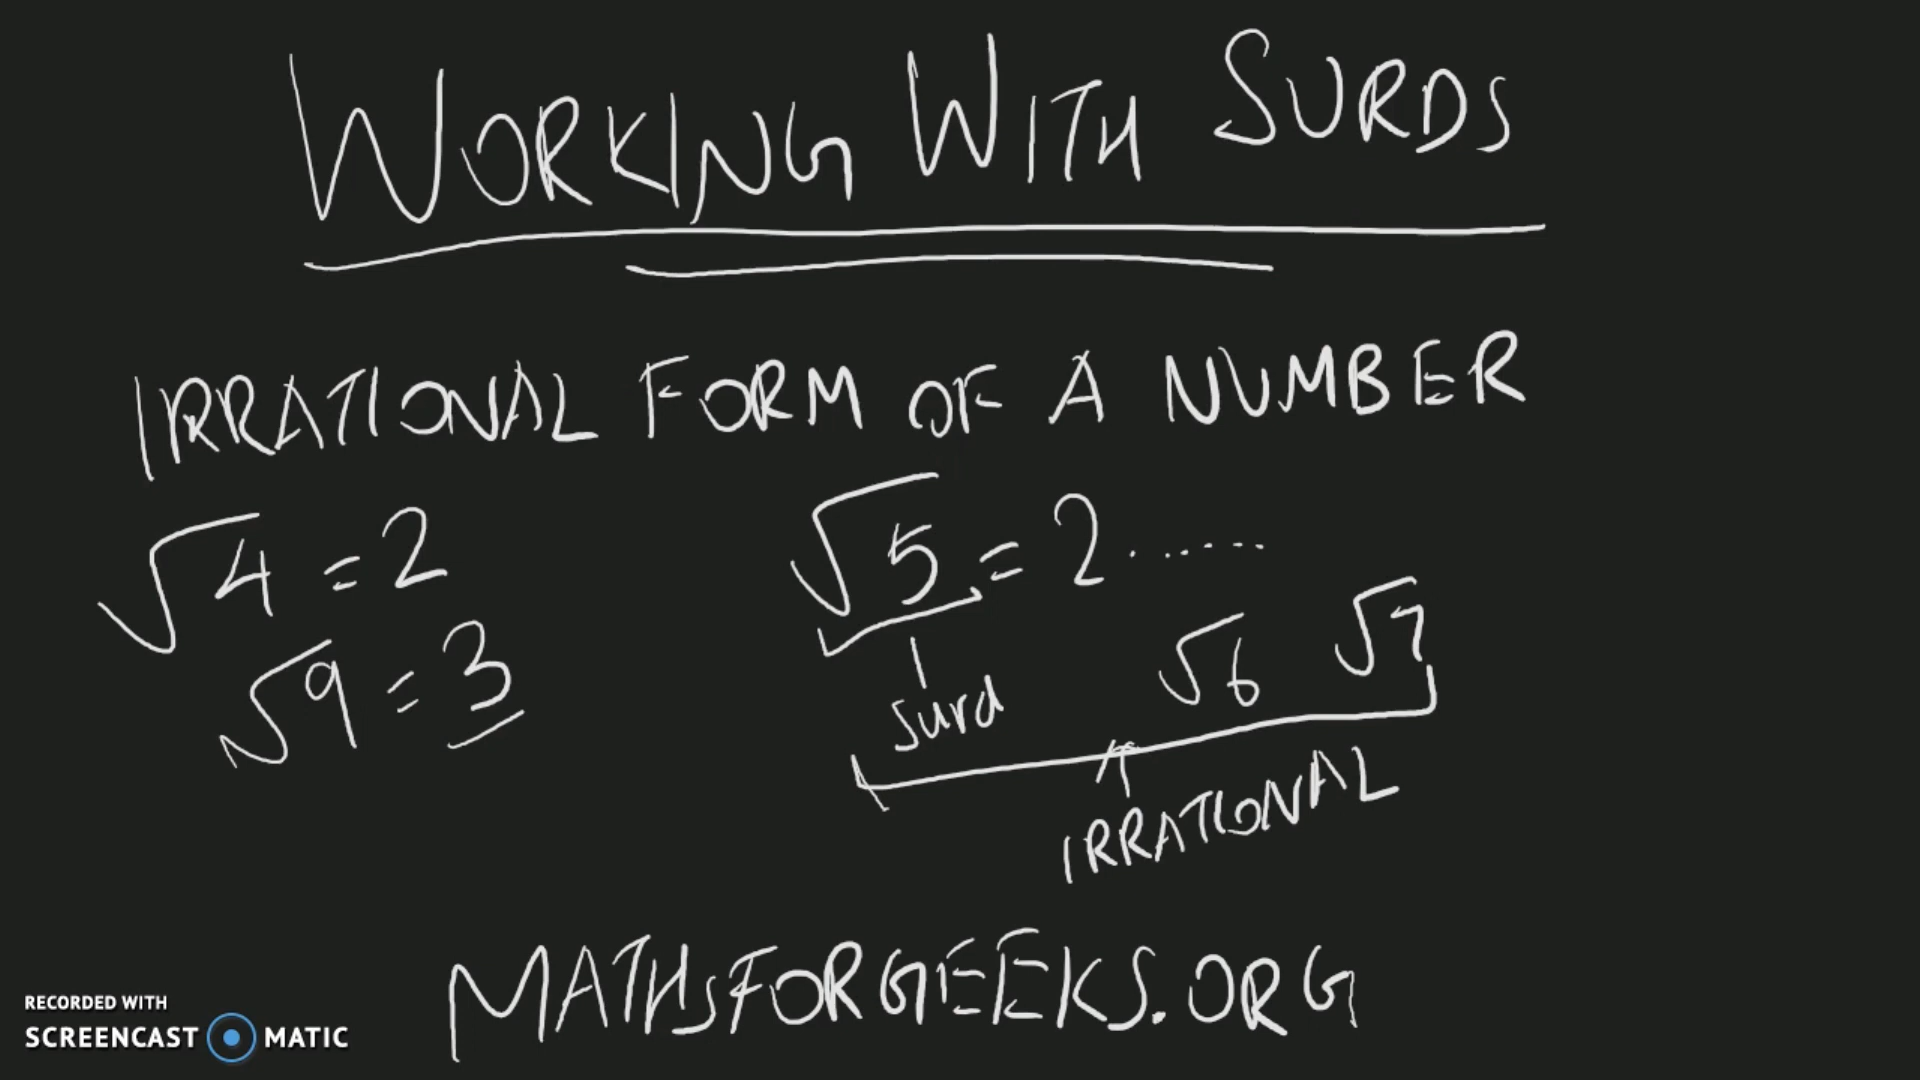 WORKING WITH SURDS
IRRATIONAL FORM OF A NUMBER
√4 = 2
√5 = 2.......
√9 = 3
√6 √7
surd
IRRATIONAL
MATHSFORGEEKS.ORG
RECORDED WITH
SCREENCAST MATIC